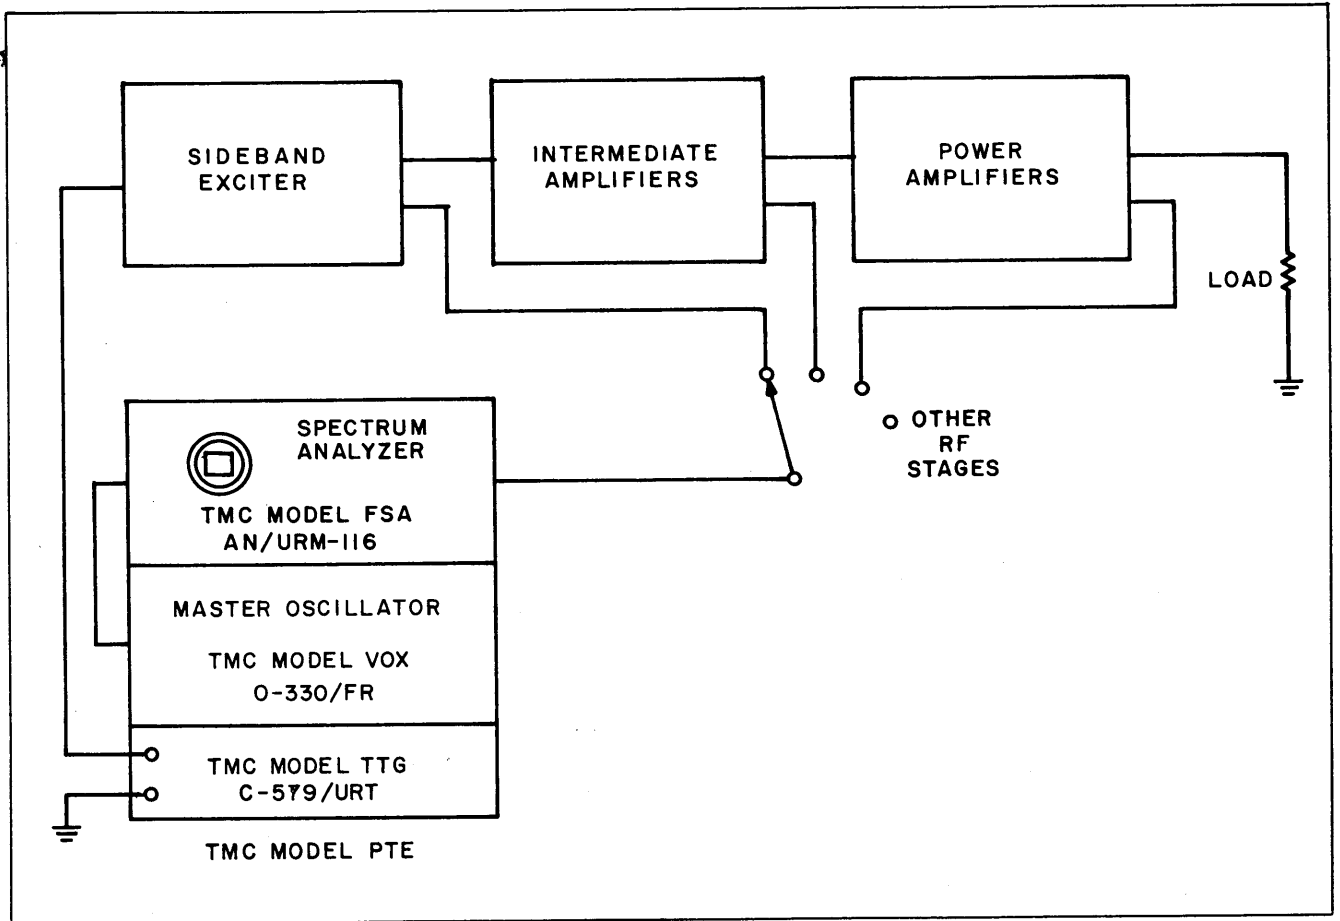 SIDEBAND
EXCITER
INTERMEDIATE
AMPLIFIERS
POWER
AMPLIFIERS
LOAD
SPECTRUM
ANALYZER
TMC MODEL FSA
AN/URM-116
OTHER
RF
STAGES
MASTER OSCILLATOR
TMC MODEL VOX
O-330/FR
TMC MODEL TTG
C-579/URT
TMC MODEL PTE